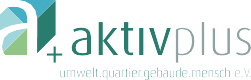 a+ aktivplus
umwelt.quartier.gebäude.mensch e.V.